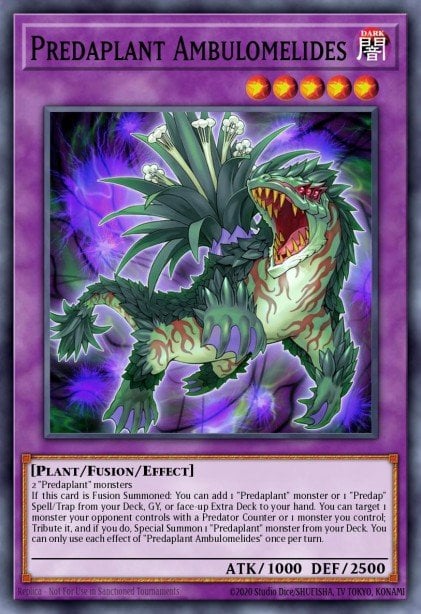 PREDAPLANT AMBULOMELIDES
DARK
闇
[PLANT/FUSION/EFFECT]
2 "Predaplant" monsters
If this card is Fusion Summoned: You can add 1 "Predaplant" monster or 1 "Predap"
Spell/Trap from your Deck, GY, or face-up Extra Deck to your hand. You can target 1
monster your opponent controls with a Predator Counter or 1 monster you control;
Tribute it, and if you do, Special Summon 1 "Predaplant" monster from your Deck. You
can only use each effect of "Predaplant Ambulomelides" once per turn.
ATK/1000 DEF/2500
Replica - Not For Use in Sanctioned Tournaments
©2020 Studio Dice/SHUEISHA, TV TOKYO, KONAMI